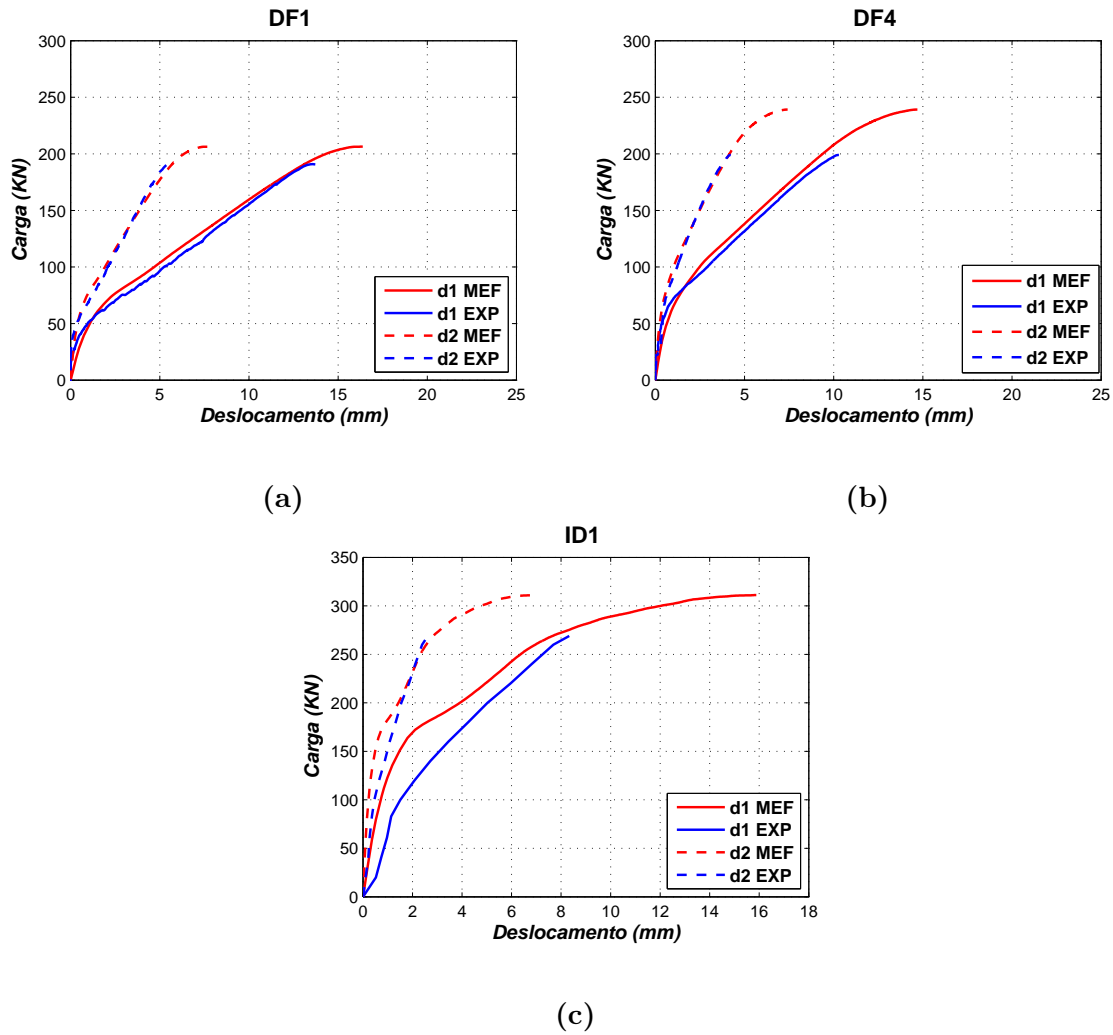 DF1
300
250
200
150
100
50
0
0 5 10 15 20 25
Carga (KN)
Deslocamento (mm)
d1 MEF
d1 EXP
d2 MEF
d2 EXP
(a)
DF4
300
250
200
150
100
50
0
0 5 10 15 20 25
Carga (KN)
Deslocamento (mm)
d1 MEF
d1 EXP
d2 MEF
d2 EXP
(b)
ID1
350
300
250
200
150
100
50
0
0 2 4 6 8 10 12 14 16 18
Carga (KN)
Deslocamento (mm)
d1 MEF
d1 EXP
d2 MEF
d2 EXP
(c)